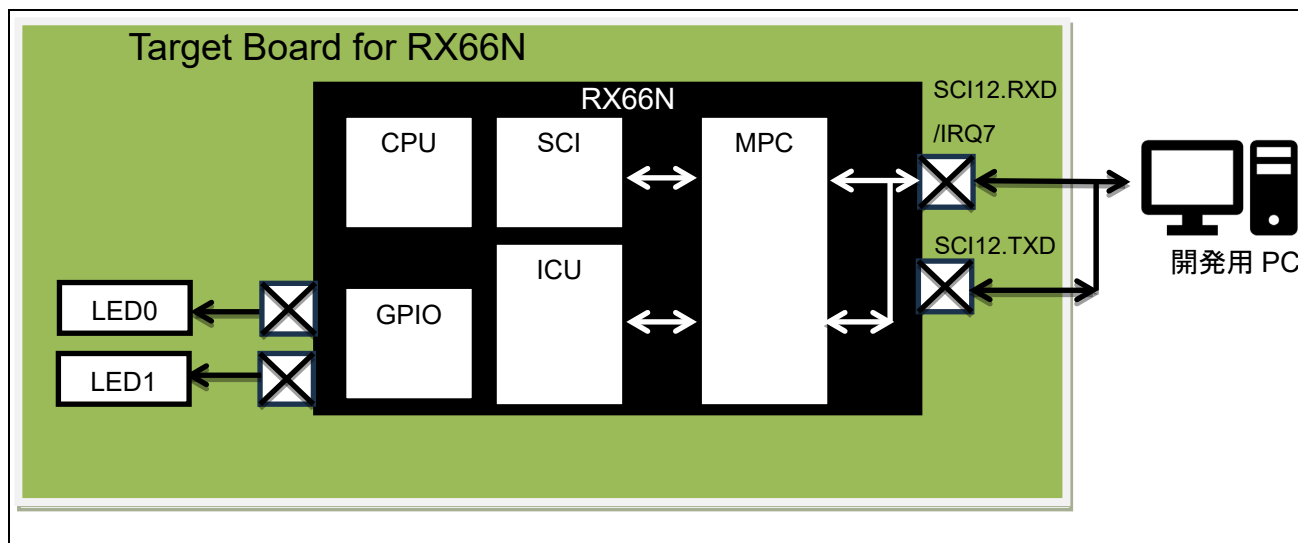 Target Board for RX66N
RX66N
SCI12.RXD
/IRQ7
CPU
SCI
MPC
SCI12.TXD
ICU
開発用 PC
GPIO
LED0
LED1